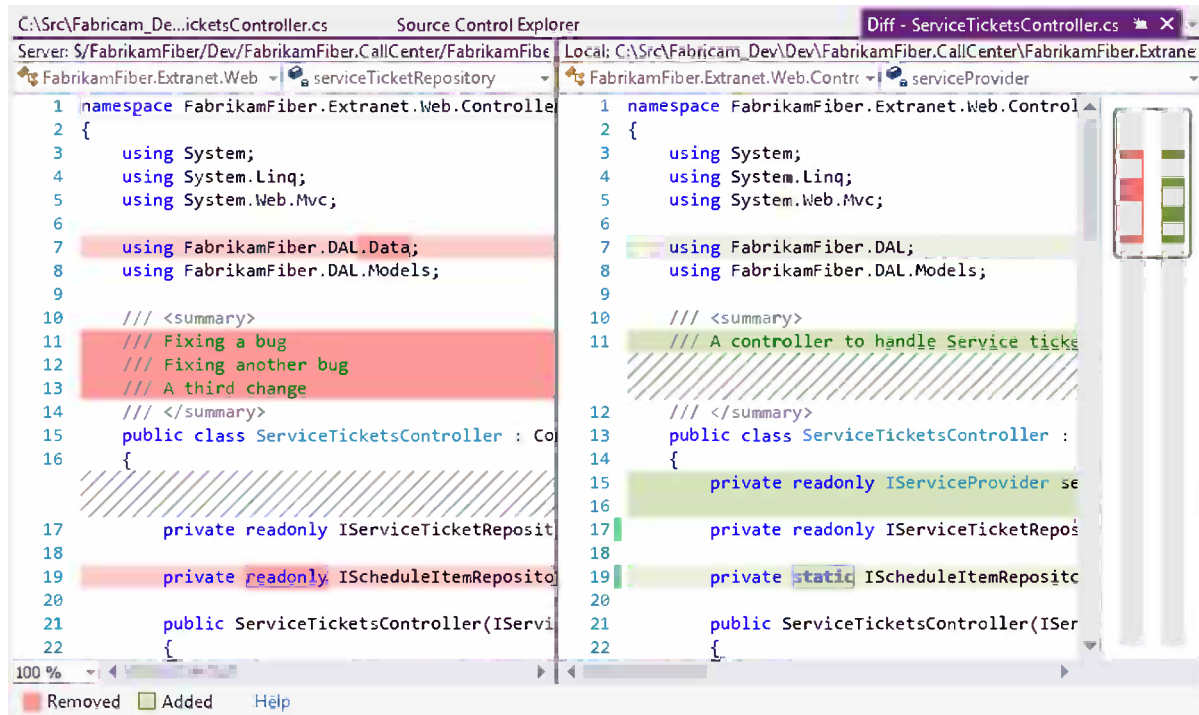 C:\Src\Fabricam_De...icketsController.cs Source Control Explorer Diff - ServiceTicketsController.cs
Server: $/FabrikamFiber/Dev/FabrikamFiber.CallCenter/FabrikamFibe
FabrikamFiber.Extranet.Web serviceTicketRepository
1 namespace FabrikamFiber.Extranet.Web.Controlle
2 {
3 using System;
4 using System.Linq;
5 using System.Web.Mvc;
6
7 using FabrikamFiber.DAL.Data;
8 using FabrikamFiber.DAL.Models;
9
10 /// <summary>
11 /// Fixing a bug
12 /// Fixing another bug
13 /// A third change
14 /// </summary>
15 public class ServiceTicketsController : Co
16 {
17 private readonly IServiceTicketReposit
18
19 private readonly IScheduleItemReposito
20
21 public ServiceTicketsController(IServi
22 {
100 %
Local: C:\Src\Fabricam_Dev\Dev\FabrikamFiber.CallCenter\FabrikamFiber.Extrane
FabrikamFiber.Extranet.Web.Contrc serviceProvider
1 namespace FabrikamFiber.Extranet.Web.Control
2 {
3 using System;
4 using System.Linq;
5 using System.Web.Mvc;
6
7 using FabrikamFiber.DAL;
8 using FabrikamFiber.DAL.Models;
9
10 /// <summary>
11 /// A controller to handle Service ticke
12 /// </summary>
13 public class ServiceTicketsController :
14 {
15 private readonly IServiceProvider se
16
17 private readonly IServiceTicketRepos
18
19 private static IScheduleItemRepositc
20
21 public ServiceTicketsController(ISer
22 {
Removed Added Help